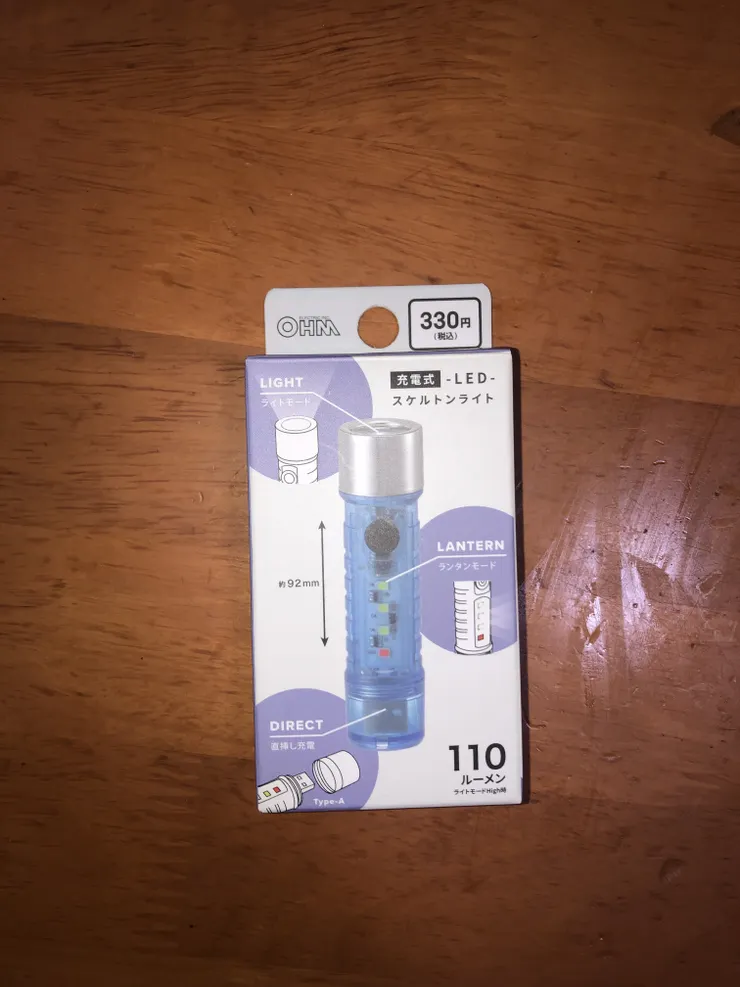 ELECTRIC INC.
OHM
330円
(税込)
LIGHT
ライトモード
充電式 -LED-
スケルトンライト
約92mm
LANTERN
ランタンモード
DIRECT
直挿し充電
Type-A
110
ルーメン
ライトモードHigh時